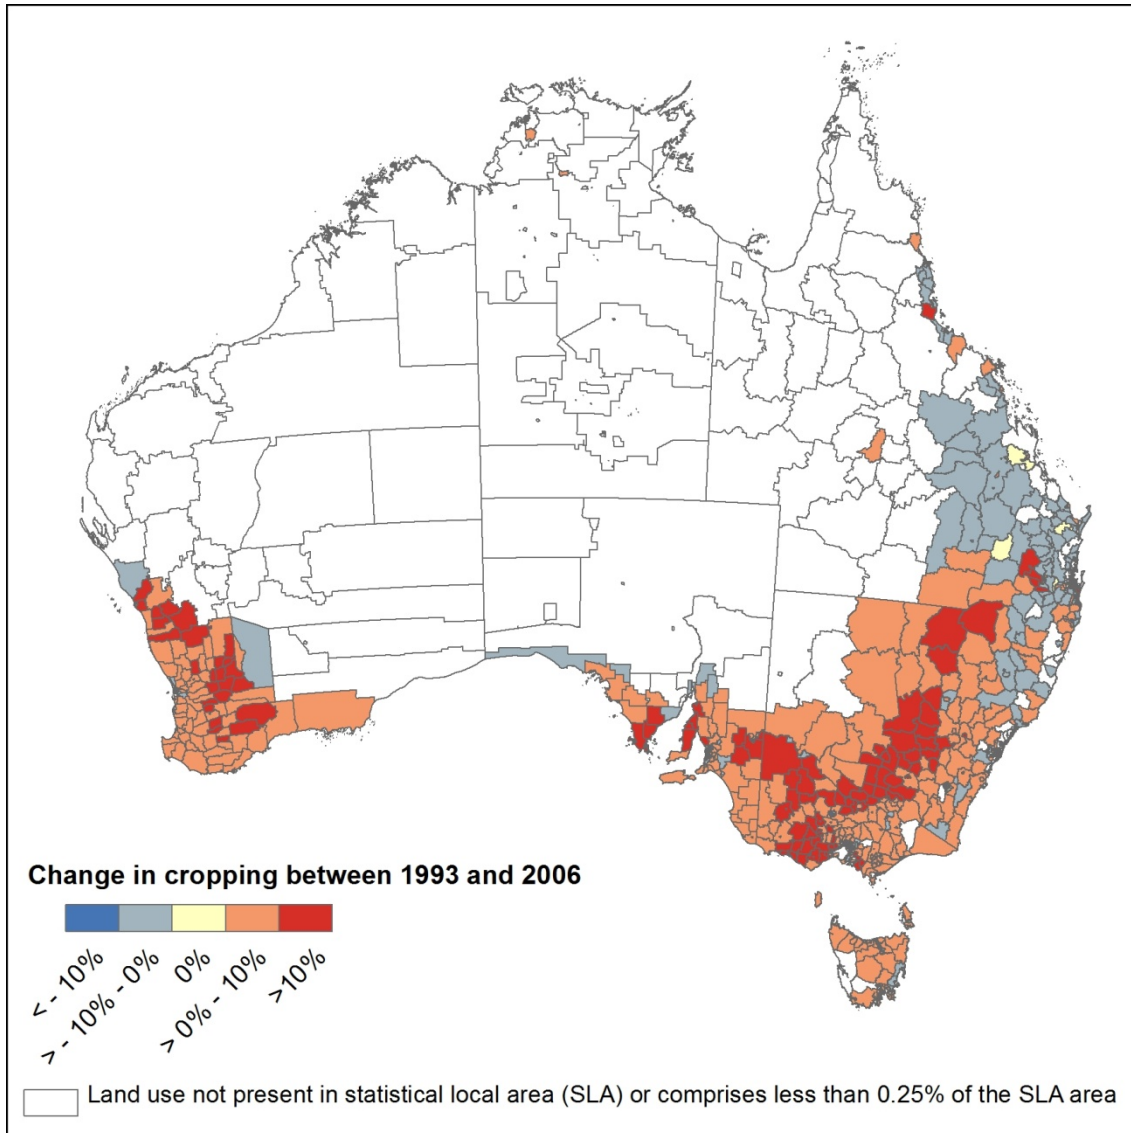 Change in cropping between 1993 and 2006
< - 10%
> - 10% - 0%
0%
> 0% - 10%
>10%
Land use not present in statistical local area (SLA) or comprises less than 0.25% of the SLA area